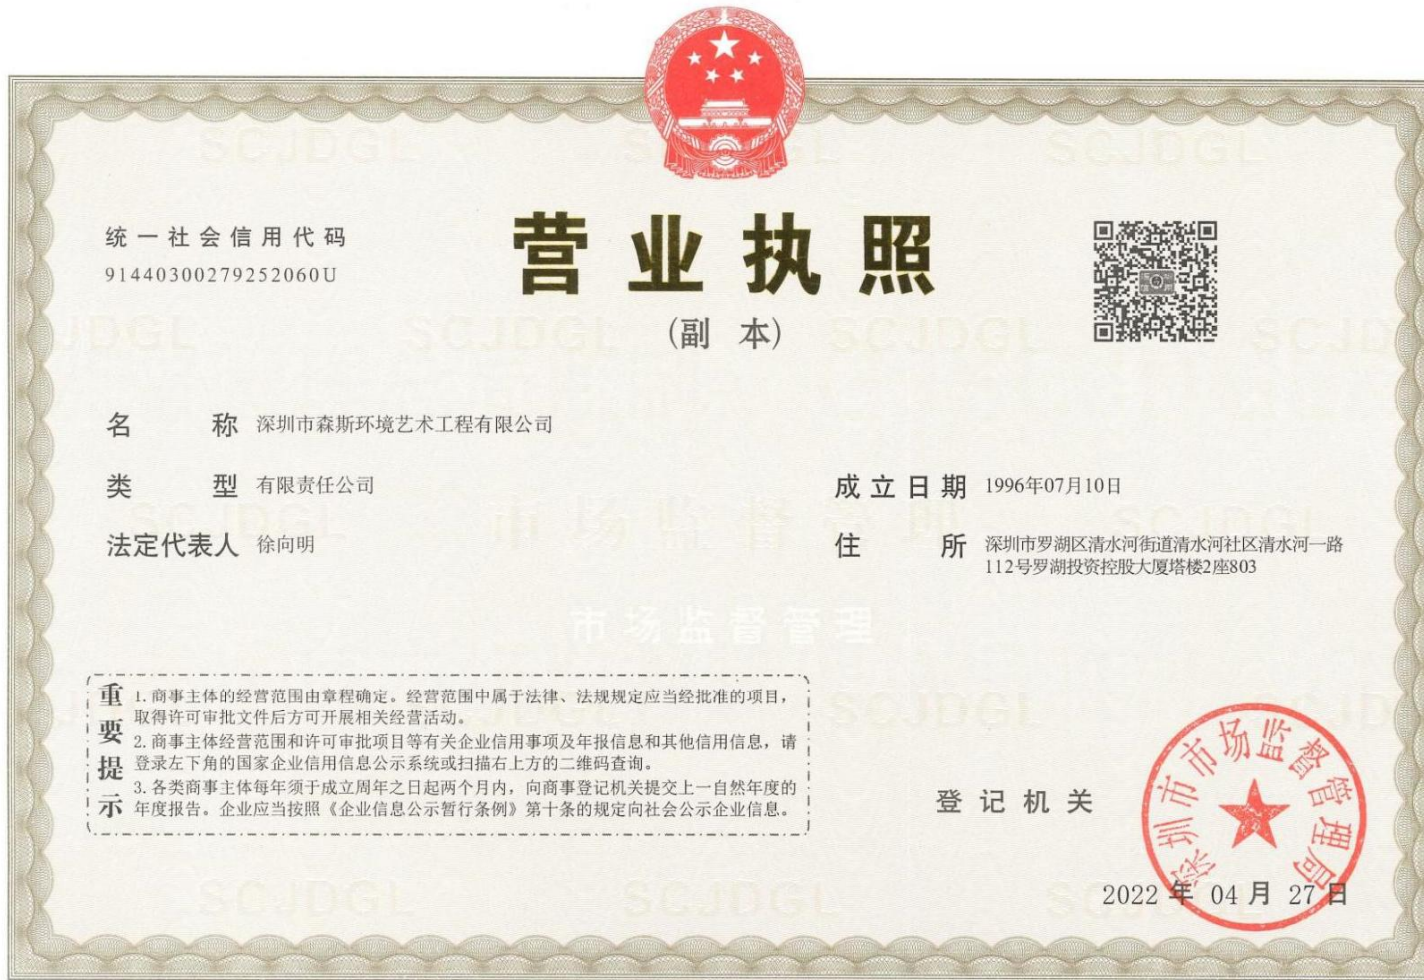 统一社会信用代码
91440300279252060U
营业执照
(副 本)
名 称 深圳市森斯环境艺术工程有限公司
类 型 有限责任公司
法定代表人 徐向明
成立日期 1996年07月10日
住 所 深圳市罗湖区清水河街道清水河社区清水河一路
112号罗湖投资控股大厦塔楼2座803
市场监督管理
重要提示
1.商事主体的经营范围由章程确定。经营范围中属于法律、法规规定应当经批准的项目，
取得许可审批文件后方可开展相关经营活动。
2.商事主体经营范围和许可审批项目等有关企业信用事项及年报信息和其他信用信息，请
登录左下角的国家企业信用信息公示系统或扫描右上方的二维码查询。
3.各类商事主体每年须于成立周年之日起两个月内，向商事登记机关提交上一自然年度的
年度报告。企业应当按照《企业信息公示暂行条例》第十条的规定向社会公示企业信息。
登记机关
深圳市市场监督管理局
2022 年 04 月 27 日
SCJDGL